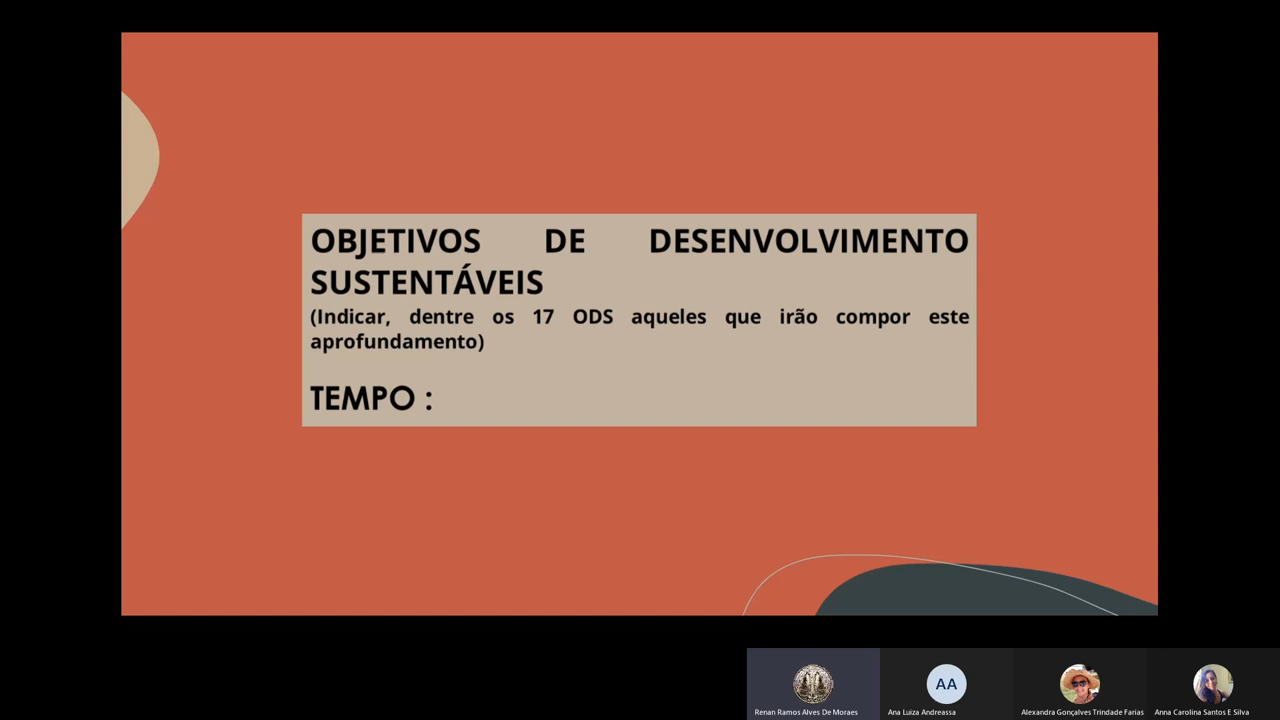 OBJETIVOS DE DESENVOLVIMENTO
SUSTENTÁVEIS
(Indicar, dentre os 17 ODS aqueles que irão compor este
aprofundamento)
TEMPO :
AA
Renan Ramos Alves De Moraes
Ana Luiza Andreassa
Alexandra Gonçalves Trindade Farias
Anna Carolina Santos E Silva